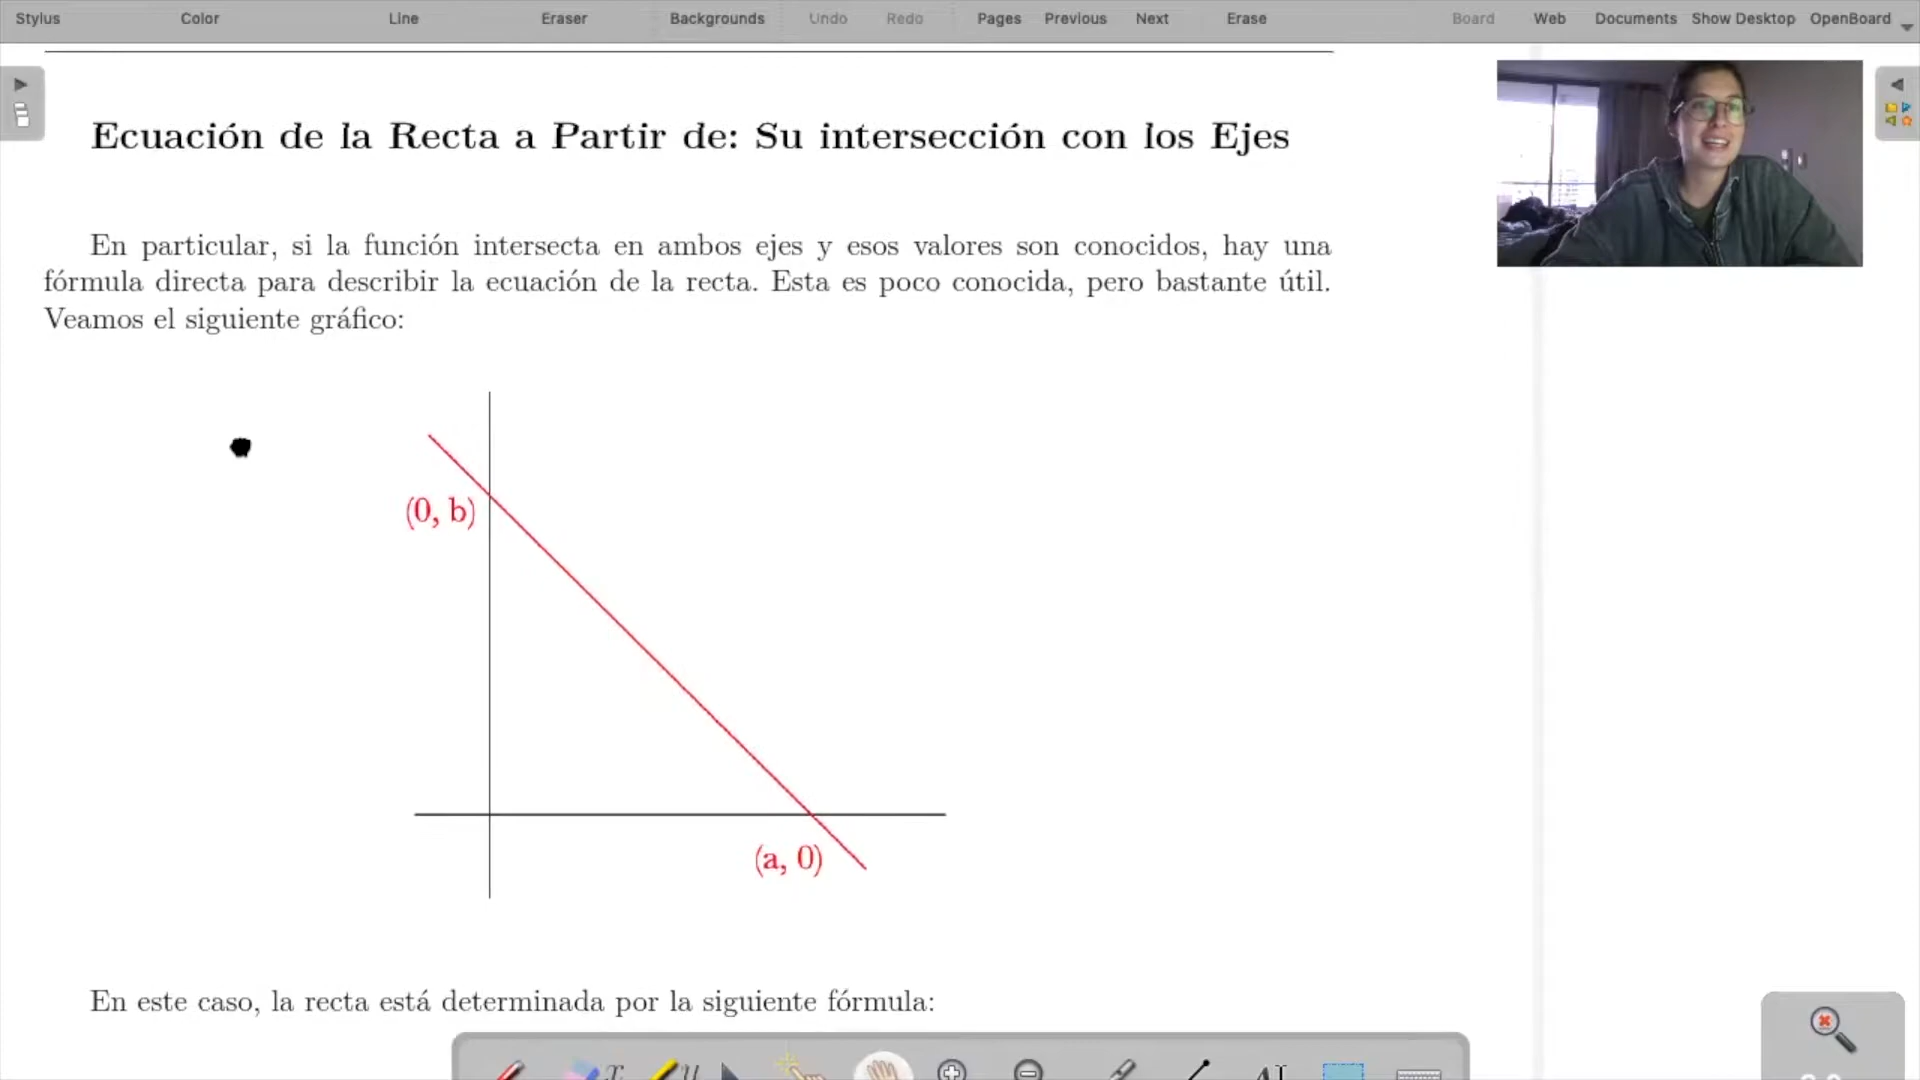 Stylus Color Line Eraser Backgrounds Undo Redo Pages Previous Next Erase Board Web Documents Show Desktop OpenBoard
Ecuación de la Recta a Partir de: Su intersección con los Ejes
En particular, si la función intersecta en ambos ejes y esos valores son conocidos, hay una
fórmula directa para describir la ecuación de la recta. Esta es poco conocida, pero bastante útil.
Veamos el siguiente gráfico:
(0, b)
(a, 0)
En este caso, la recta está determinada por la siguiente fórmula: